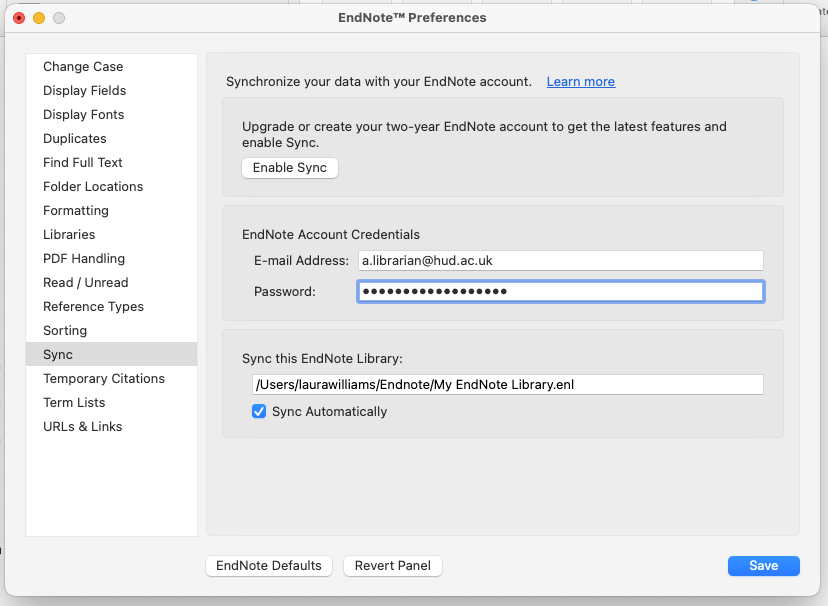 EndNote™ Preferences
Change Case
Display Fields
Display Fonts
Duplicates
Find Full Text
Folder Locations
Formatting
Libraries
PDF Handling
Read / Unread
Reference Types
Sorting
Sync
Temporary Citations
Term Lists
URLs & Links
Synchronize your data with your EndNote account. Learn more
Upgrade or create your two-year EndNote account to get the latest features and
enable Sync.
Enable Sync
EndNote Account Credentials
E-mail Address: a.librarian@hud.ac.uk
Password: ••••••••••••••••••
Sync this EndNote Library:
/Users/laurawilliams/Endnote/My EndNote Library.enl
Sync Automatically
EndNote Defaults Revert Panel Save